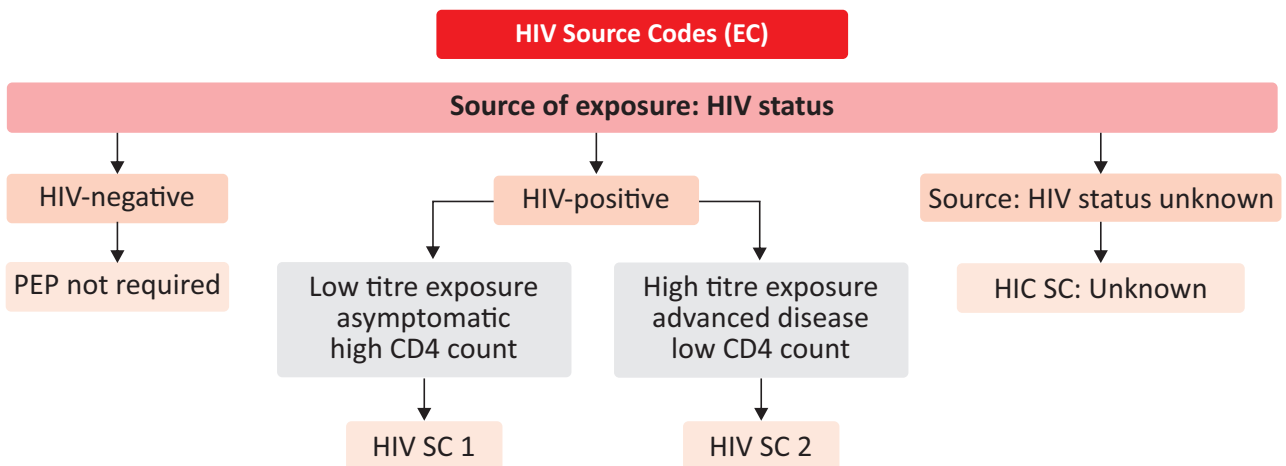 HIV Source Codes (EC)
Source of exposure: HIV status
HIV-negative
HIV-positive
Source: HIV status unknown
PEP not required
Low titre exposure
asymptomatic
high CD4 count
High titre exposure
advanced disease
low CD4 count
HIC SC: Unknown
HIV SC 1
HIV SC 2